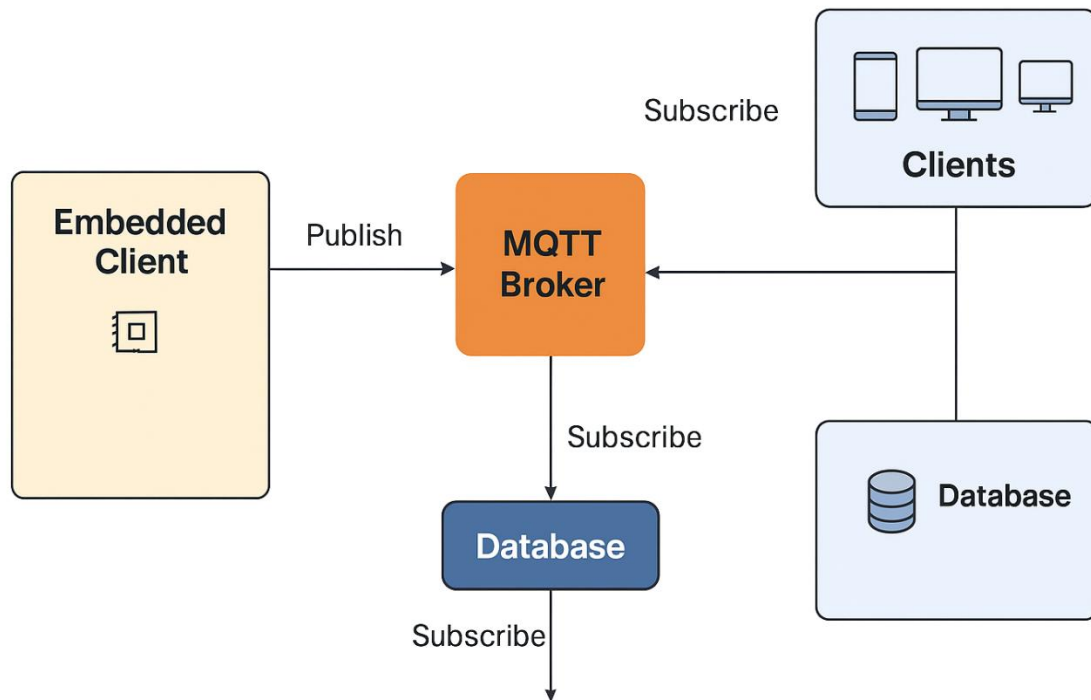 Subscribe
Clients
Embedded
Client
Publish
MQTT
Broker
Subscribe
Database
Database
Subscribe